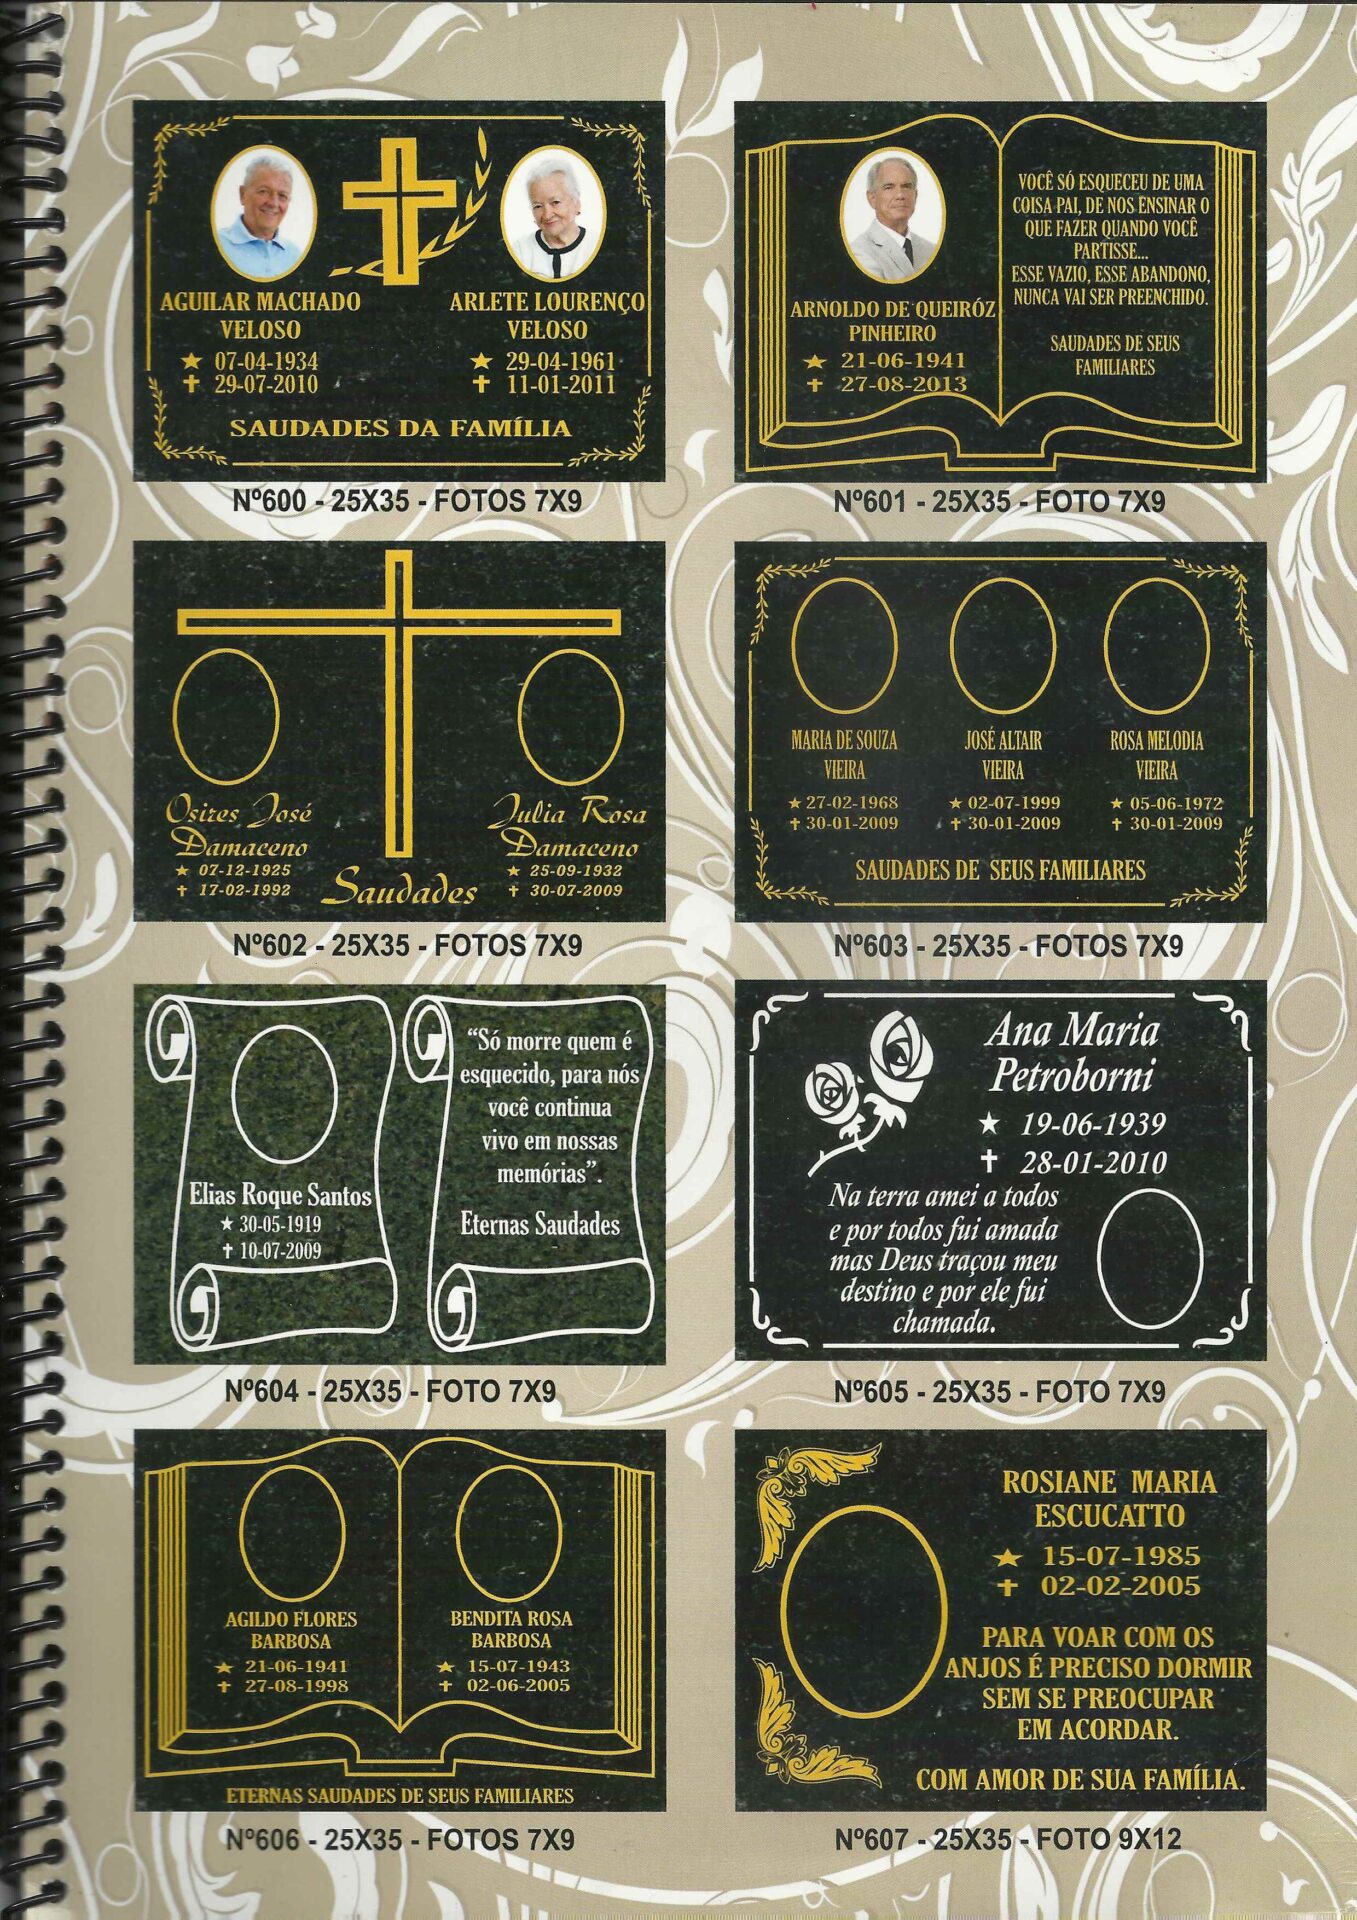 AGUILAR MACHADO
VELOSO
★ 07-04-1934
✝ 29-07-2010
ARLETE LOURENÇO
VELOSO
★ 29-04-1961
✝ 11-01-2011
SAUDADES DA FAMÍLIA
Nº600 - 25X35 - FOTOS 7X9
ARNOLDO DE QUEIRÓZ
PINHEIRO
★ 21-06-1941
✝ 27-08-2013
VOCÊ SÓ ESQUECEU DE UMA
COISA PAI, DE NOS ENSINAR O
QUE FAZER QUANDO VOCÊ
PARTISSE...
ESSE VAZIO, ESSE ABANDONO,
NUNCA VAI SER PREENCHIDO.
SAUDADES DE SEUS
FAMILIARES
Nº601 - 25X35 - FOTO 7X9
Osires José
Damaceno
★ 07-12-1925
✝ 17-02-1992
Julia Rosa
Damaceno
★ 25-09-1932
✝ 30-07-2009
Saudades
Nº602 - 25X35 - FOTOS 7X9
MARIA DE SOUZA
VIEIRA
★ 27-02-1968
✝ 30-01-2009
JOSÉ ALTAIR
VIEIRA
★ 02-07-1999
✝ 30-01-2009
ROSA MELODIA
VIEIRA
★ 05-06-1972
✝ 30-01-2009
SAUDADES DE SEUS FAMILIARES
Nº603 - 25X35 - FOTOS 7X9
Elias Roque Santos
★ 30-05-1919
✝ 10-07-2009
“Só morre quem é
esquecido, para nós
você continua
vivo em nossas
memórias”.
Eternas Saudades
Nº604 - 25X35 - FOTO 7X9
Ana Maria
Petroborni
★ 19-06-1939
✝ 28-01-2010
Na terra amei a todos
e por todos fui amada
mas Deus traçou meu
destino e por ele fui
chamada.
Nº605 - 25X35 - FOTO 7X9
AGILDO FLORES
BARBOSA
★ 21-06-1941
✝ 27-08-1998
BENDITA ROSA
BARBOSA
★ 15-07-1943
✝ 02-06-2005
ETERNAS SAUDADES DE SEUS FAMILIARES
Nº606 - 25X35 - FOTOS 7X9
ROSIANE MARIA
ESCUCATTO
★ 15-07-1985
✝ 02-02-2005
PARA VOAR COM OS
ANJOS É PRECISO DORMIR
SEM SE PREOCUPAR
EM ACORDAR.
COM AMOR DE SUA FAMÍLIA.
Nº607 - 25X35 - FOTO 9X12